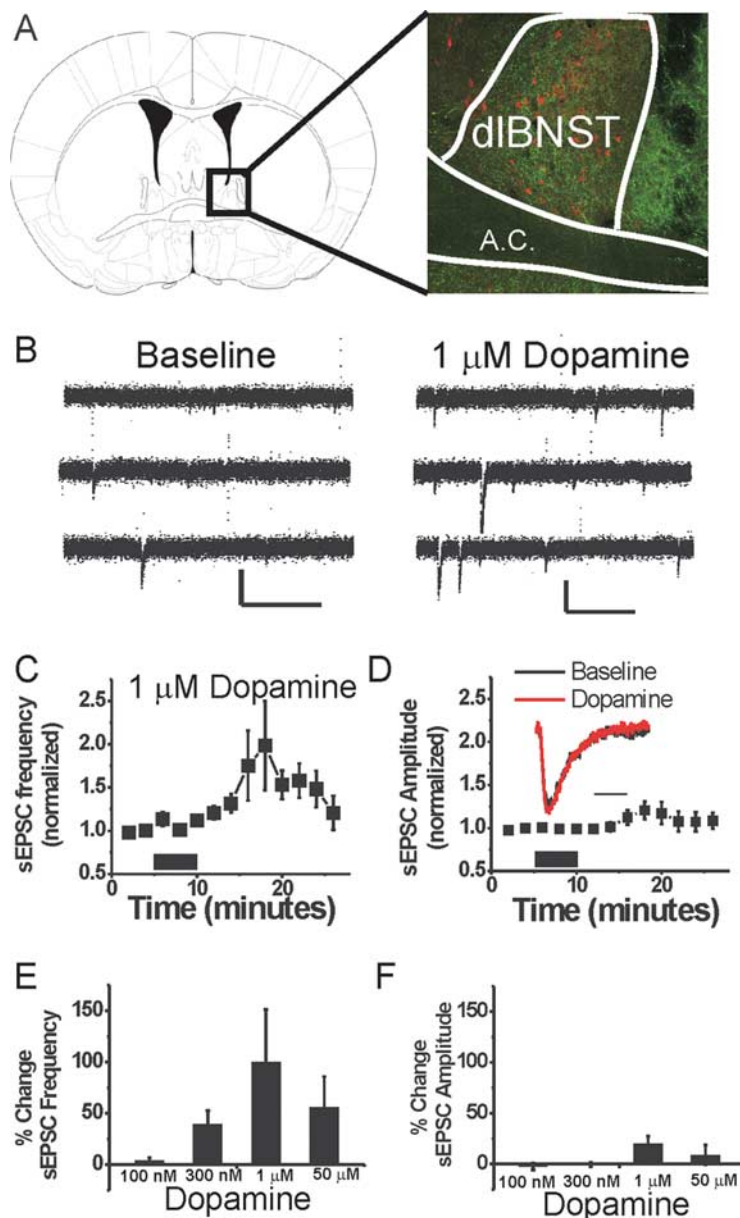 A
dlBNST
A.C.
B
Baseline
1 μM Dopamine
C
1 μM Dopamine
sEPSC frequency
(normalized)
2.5
2.0
1.5
1.0
0.5
0
10
20
Time (minutes)
D
Baseline
Dopamine
sEPSC Amplitude
(normalized)
2.5
2.0
1.5
1.0
0.5
0
10
20
Time (minutes)
E
% Change
sEPSC Frequency
150
100
50
0
100 nM
300 nM
1 μM
50 μM
Dopamine
F
% Change
sEPSC Amplitude
150
100
50
0
100 nM
300 nM
1 μM
50 μM
Dopamine